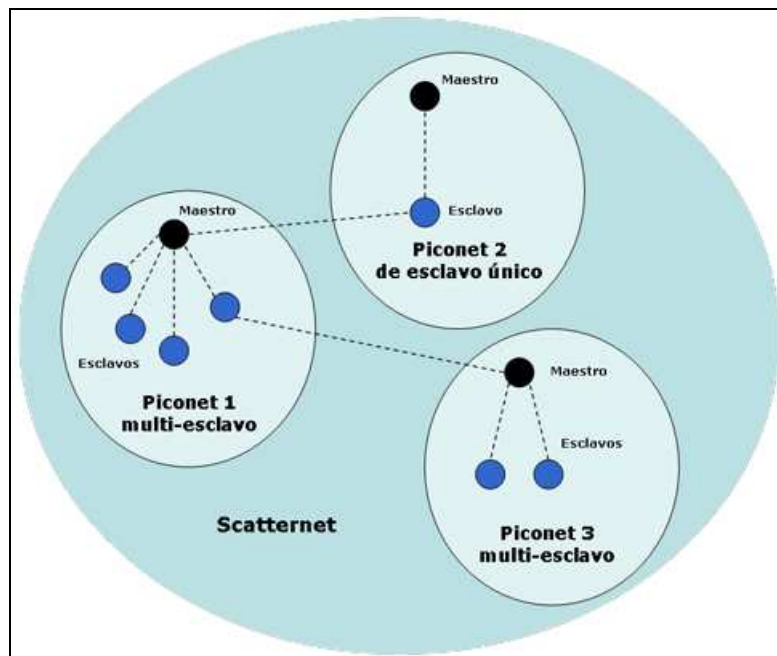 Maestro
Esclavo
Piconet 2
de esclavo único
Maestro
Esclavos
Piconet 1
multi-esclavo
Maestro
Esclavos
Piconet 3
multi-esclavo
Scatternet